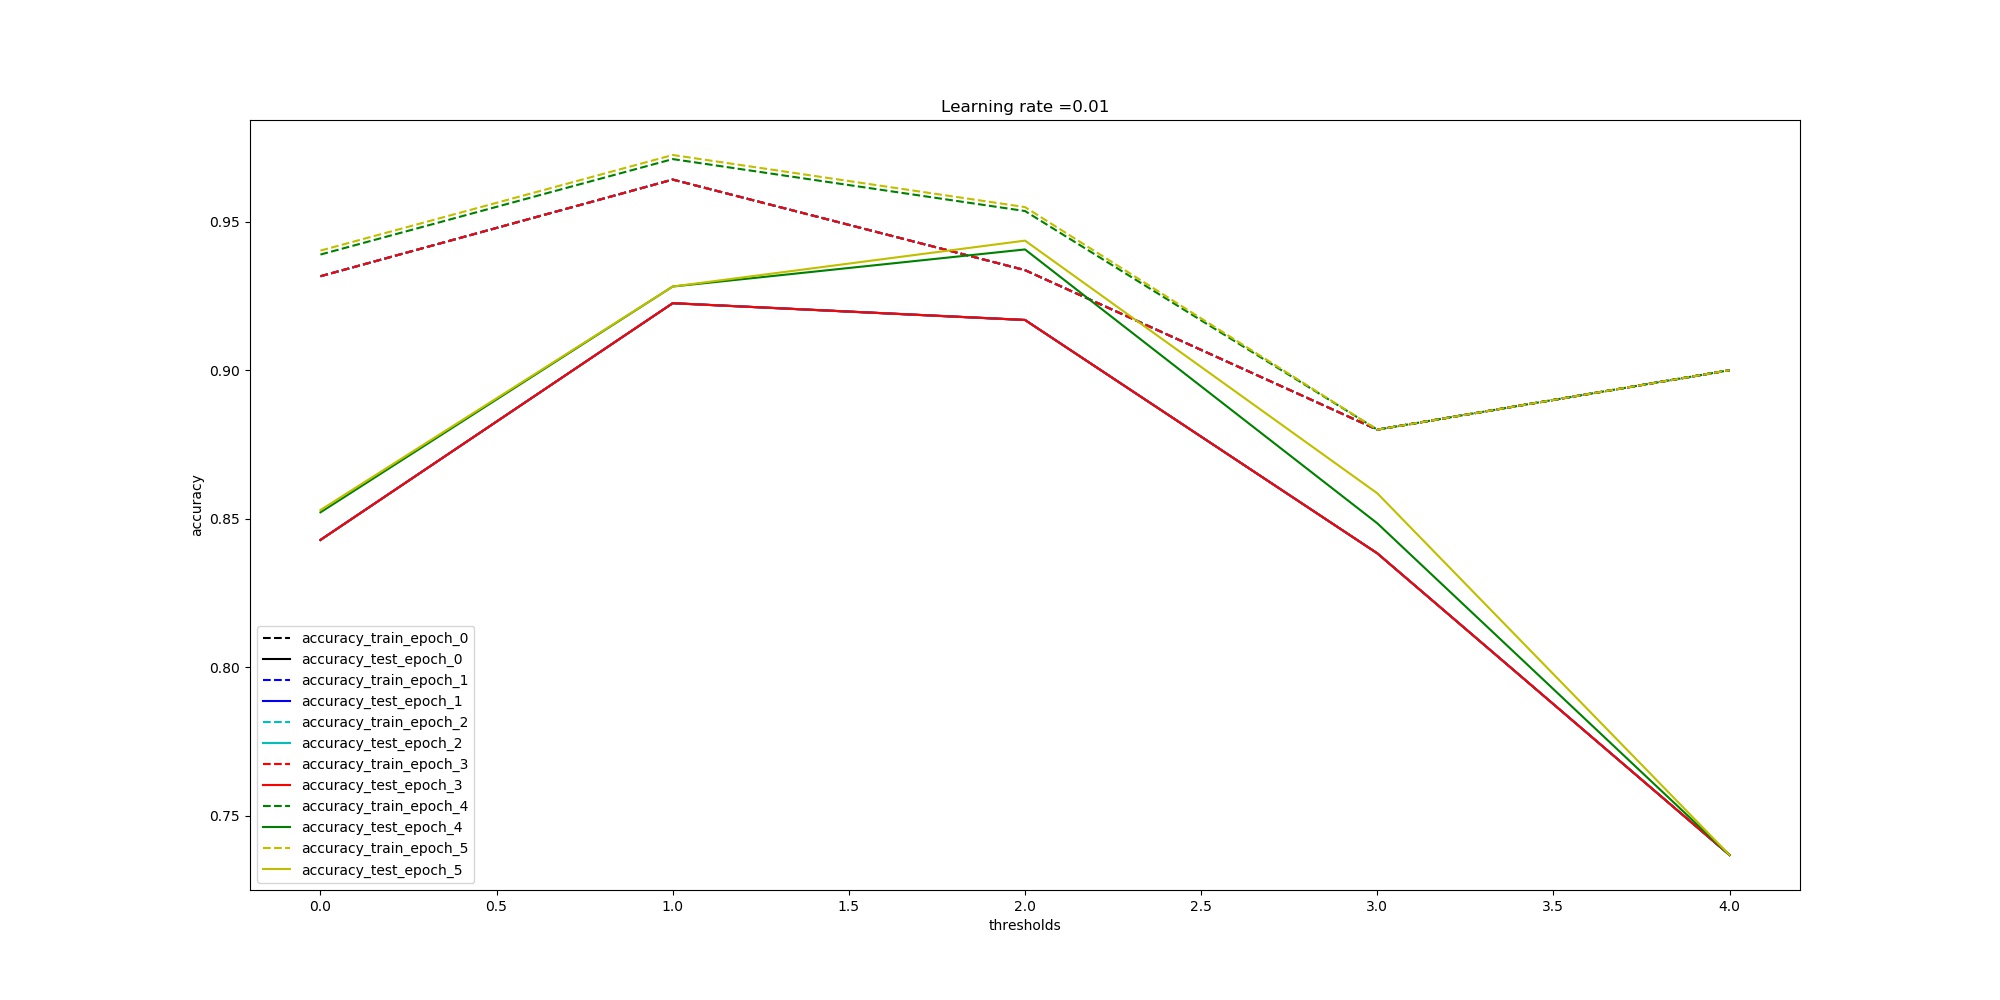 Learning rate =0.01
accuracy
0.95
0.90
0.85
0.80
0.75
accuracy_train_epoch_0
accuracy_test_epoch_0
accuracy_train_epoch_1
accuracy_test_epoch_1
accuracy_train_epoch_2
accuracy_test_epoch_2
accuracy_train_epoch_3
accuracy_test_epoch_3
accuracy_train_epoch_4
accuracy_test_epoch_4
accuracy_train_epoch_5
accuracy_test_epoch_5
0.0 0.5 1.0 1.5 2.0 2.5 3.0 3.5 4.0
thresholds